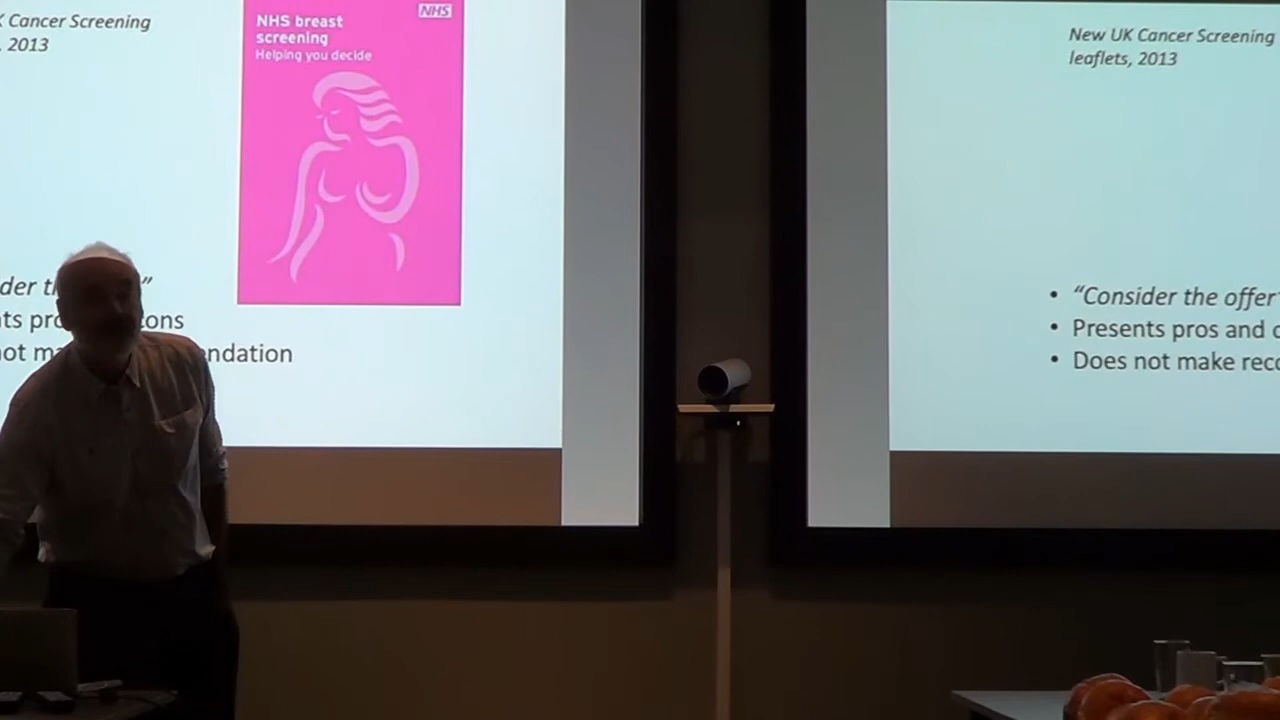 K Cancer Screening
, 2013
NHS
NHS breast
screening
Helping you decide
der th ”
ts pro cons
not ma ndation
New UK Cancer Screening
leaflets, 2013
• “Consider the offer”
• Presents pros and c
• Does not make reco